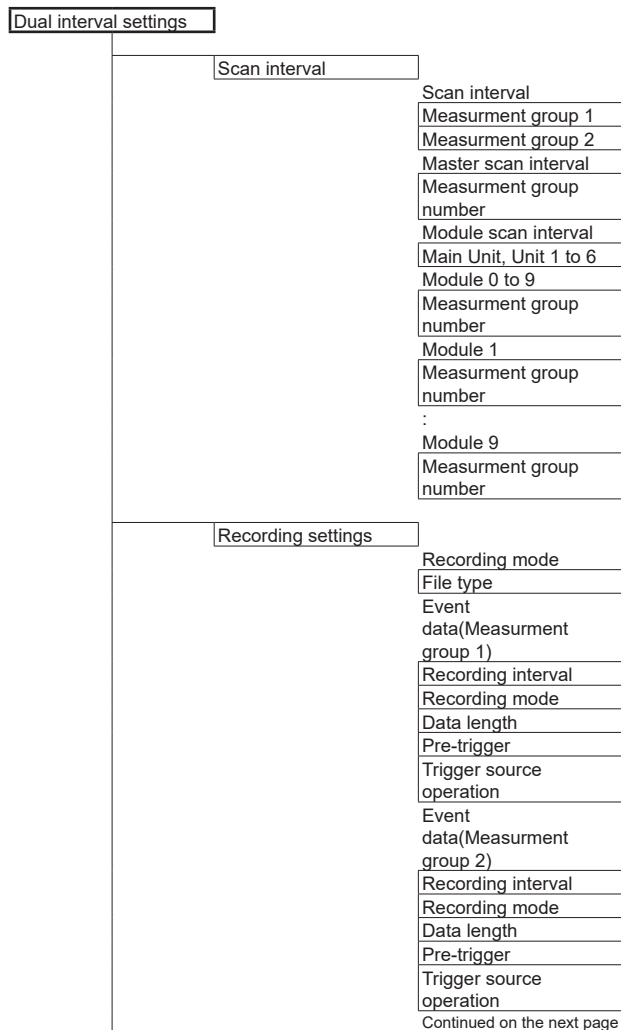 Dual interval settings
Scan interval
Scan interval
Measurment group 1
Measurment group 2
Master scan interval
Measurment group
number
Module scan interval
Main Unit, Unit 1 to 6
Module 0 to 9
Measurment group
number
Module 1
Measurment group
number
:
Module 9
Measurment group
number
Recording settings
Recording mode
File type
Event
data(Measurment
group 1)
Recording interval
Recording mode
Data length
Pre-trigger
Trigger source
operation
Event
data(Measurment
group 2)
Recording interval
Recording mode
Data length
Pre-trigger
Trigger source
operation
Continued on the next page